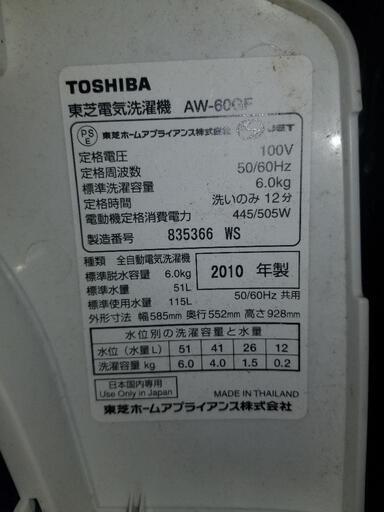 TOSHIBA
東芝電気洗濯機 AW-60GF
PS
E
東芝ホームアプライアンス株式会社 JET
定格電圧 100V
定格周波数 50/60Hz
標準洗濯容量 6.0kg
定格時間 洗いのみ 12分
電動機定格消費電力 445/505W
製造番号 835366 WS
種類 全自動電気洗濯機
標準脱水容量 6.0kg
標準水量 51L
標準使用水量 115L
2010 年製
50/60Hz 共用
外形寸法 幅585mm 奥行552mm 高さ928mm
水位別の洗濯容量と水量
水位(水量L) 51 41 26 12
洗濯容量 kg 6.0 4.0 1.5 0.2
日本国内専用
Use Only in Japan
MADE IN THAILAND
東芝ホームアプライアンス株式会社